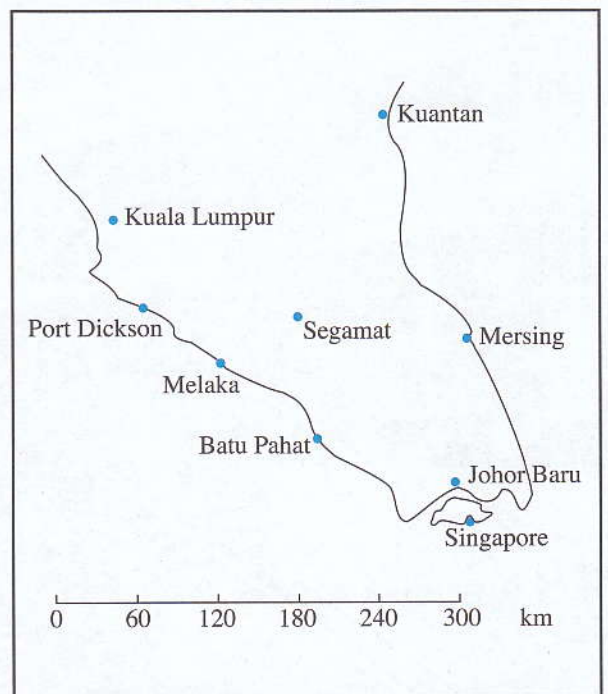 Kuantan
Kuala Lumpur
Port Dickson
Segamat
Mersing
Melaka
Batu Pahat
Johor Baru
Singapore
0 60 120 180 240 300 km